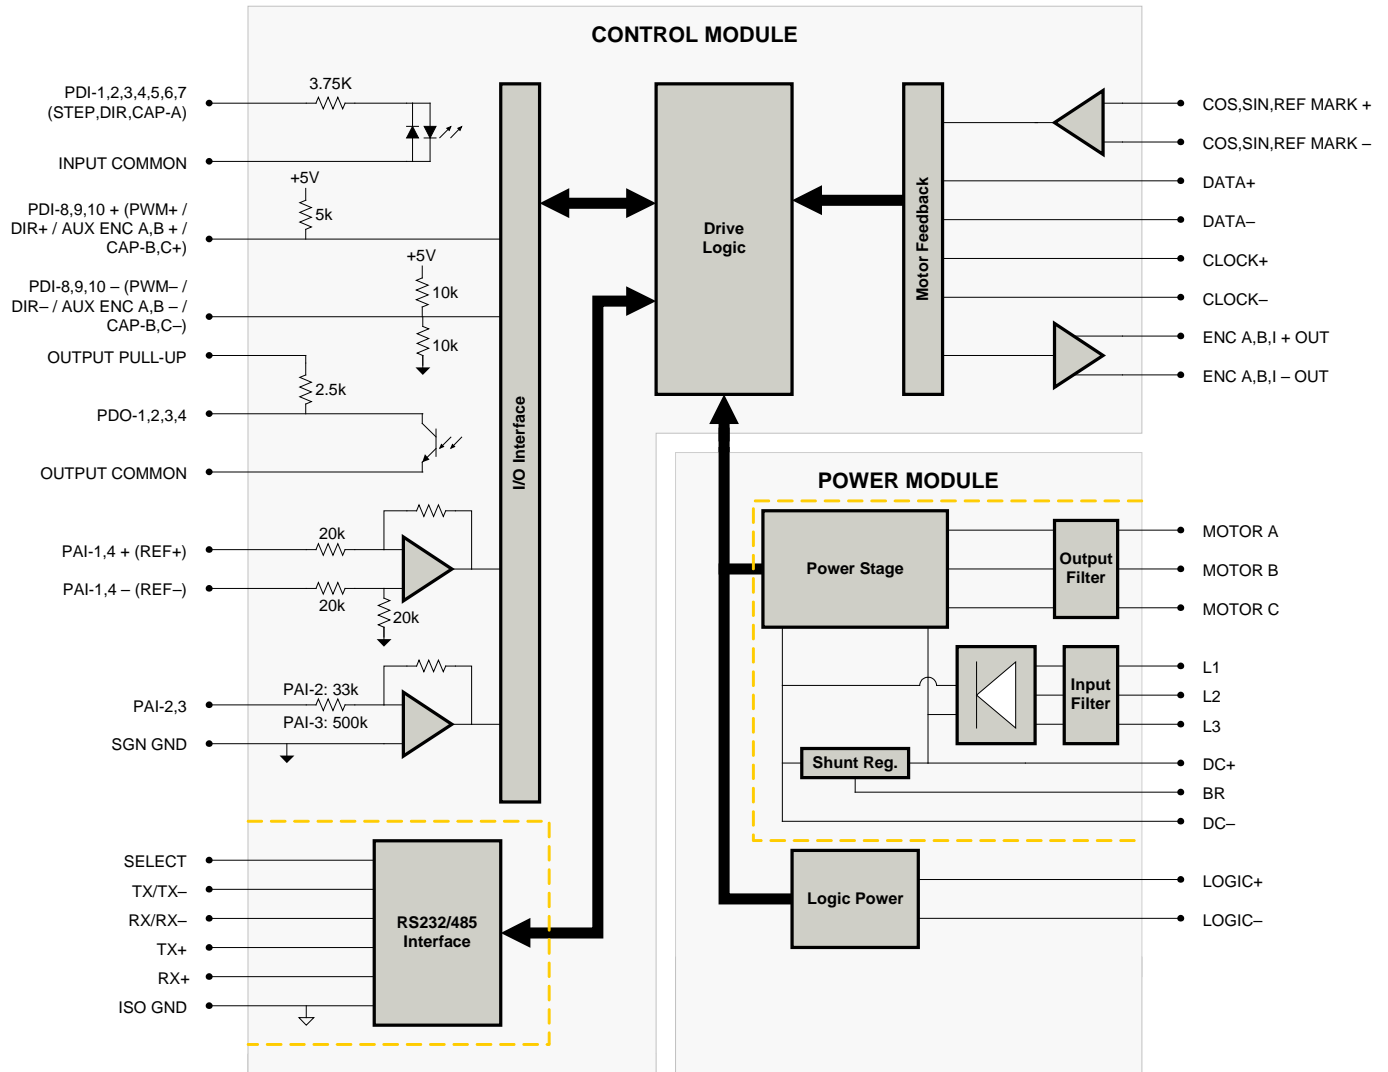 CONTROL MODULE
PDI-1,2,3,4,5,6,7
(STEP,DIR,CAP-A)
3.75K
INPUT COMMON
+5V
5k
PDI-8,9,10 + (PWM+ /
DIR+ / AUX ENC A,B + /
CAP-B,C+)
+5V
10k
10k
PDI-8,9,10 – (PWM– /
DIR– / AUX ENC A,B – /
CAP-B,C–)
OUTPUT PULL-UP
2.5k
PDO-1,2,3,4
OUTPUT COMMON
PAI-1,4 + (REF+)
20k
PAI-1,4 – (REF–)
20k
20k
PAI-2,3
PAI-2: 33k
PAI-3: 500k
SGN GND
I/O Interface
SELECT
TX/TX–
RX/RX–
TX+
RX+
ISO GND
RS232/485
Interface
Drive
Logic
Motor Feedback
COS,SIN,REF MARK +
COS,SIN,REF MARK –
DATA+
DATA–
CLOCK+
CLOCK–
ENC A,B,I + OUT
ENC A,B,I – OUT
POWER MODULE
Power Stage
Output
Filter
MOTOR A
MOTOR B
MOTOR C
Input
Filter
L1
L2
L3
Shunt Reg.
DC+
BR
DC–
Logic Power
LOGIC+
LOGIC–